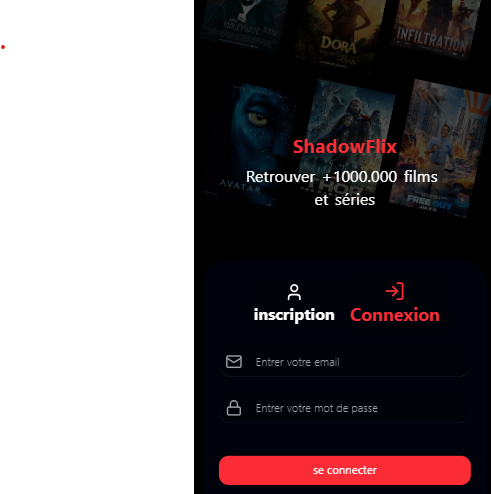 MALÉFIQUE
DORA
INFILTRATION
AVATAR
THOR
FREE GUY
ShadowFlix
Retrouver +1000.000 films
et séries
inscription
Connexion
Entrer votre email
Entrer votre mot de passe
se connecter